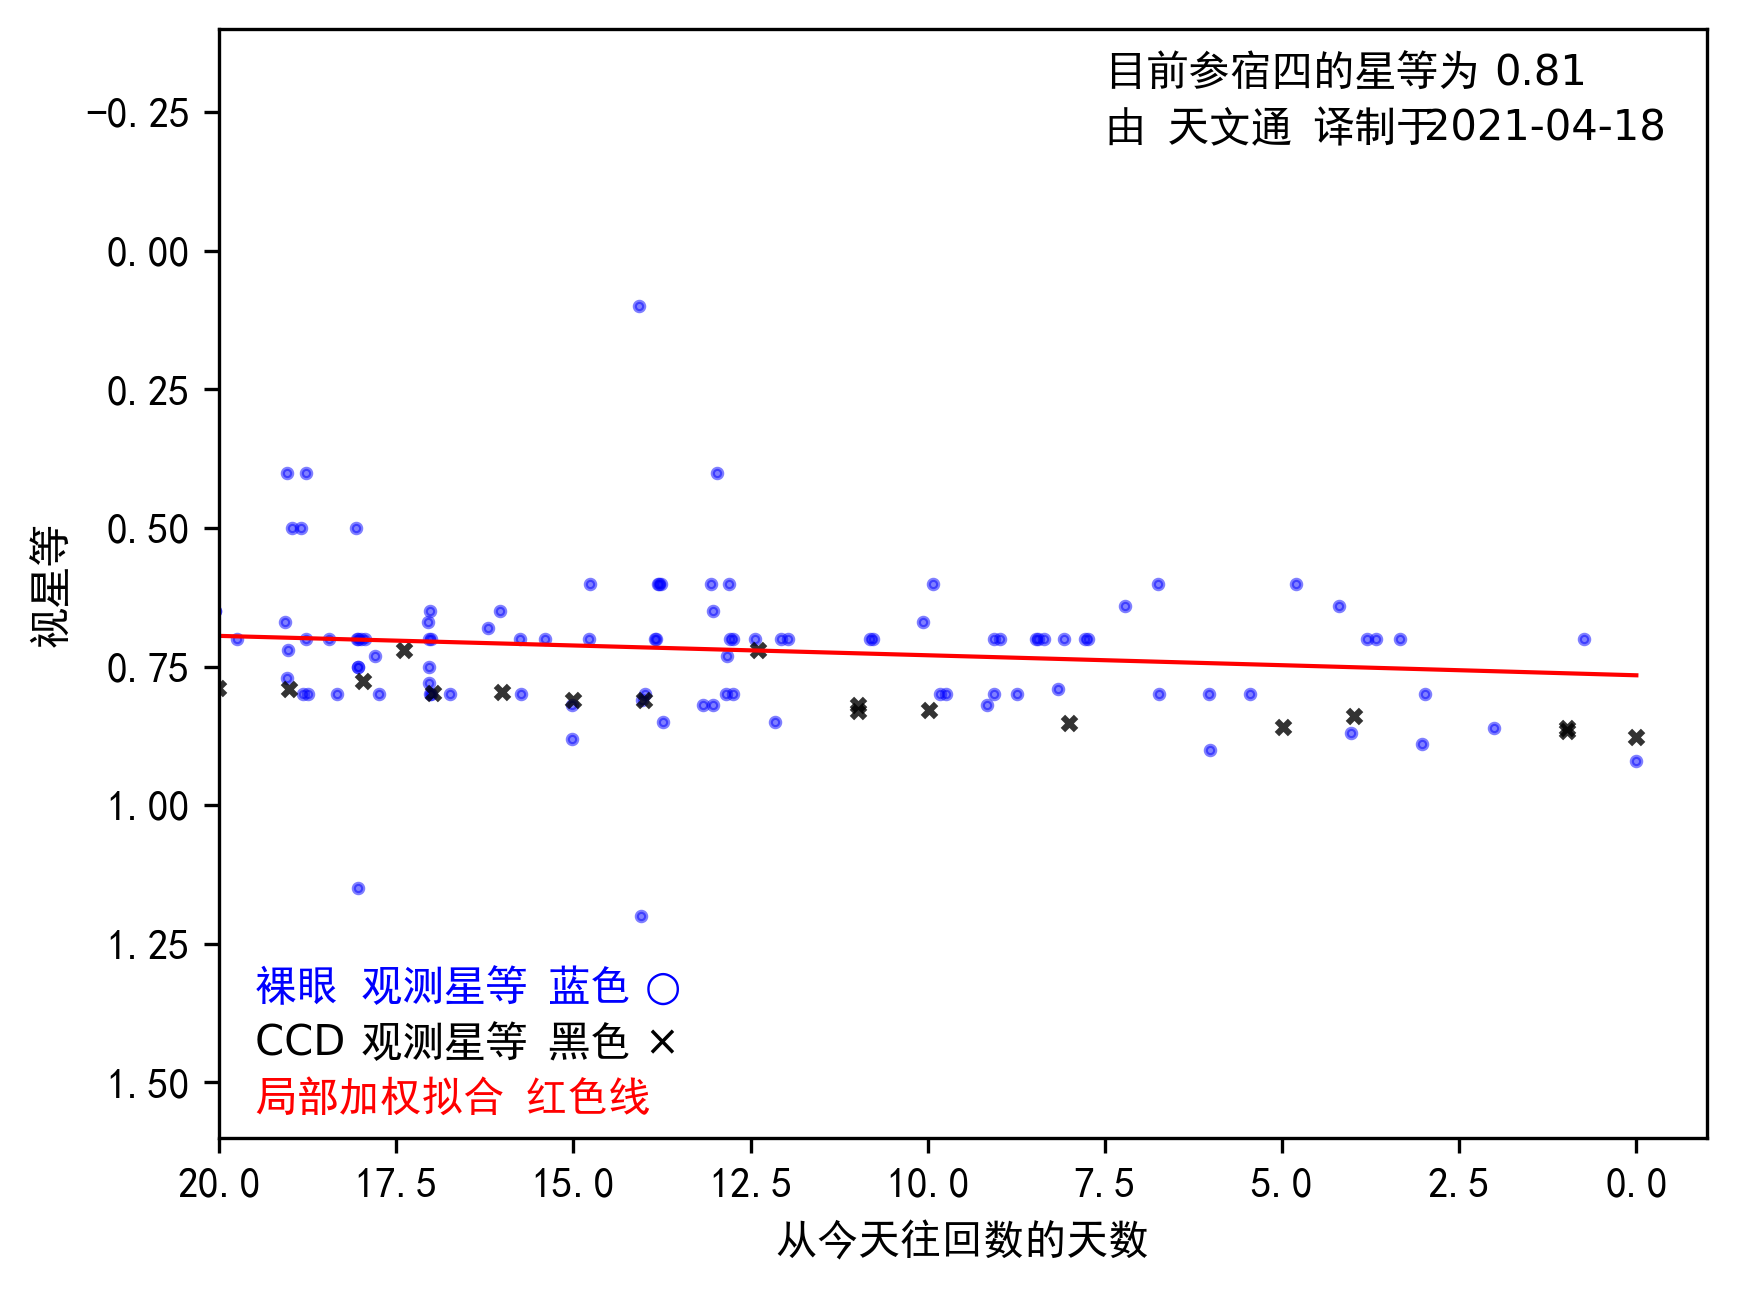 目前参宿四的星等为 0.81
由 天文通 译制于2021-04-18
-0.25
0.00
0.25
0.50
0.75
1.00
1.25
1.50
视星等
裸眼 观测星等 蓝色 ○
CCD 观测星等 黑色 ×
局部加权拟合 红色线
20.0 17.5 15.0 12.5 10.0 7.5 5.0 2.5 0.0
从今天往回数的天数